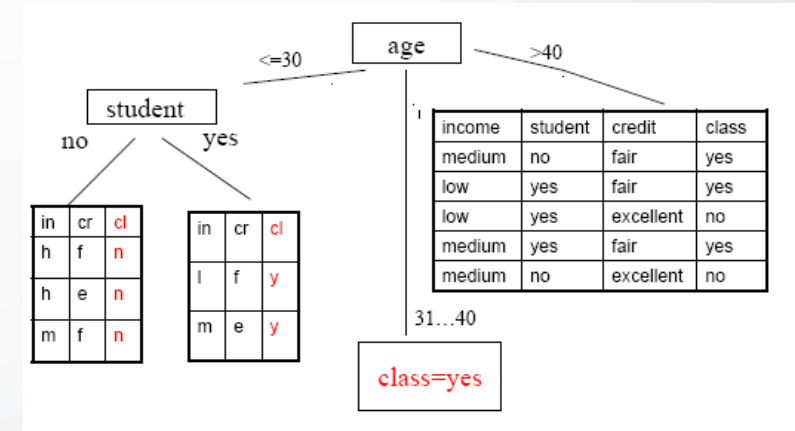 age
<=30
>40
student
no
yes
income student credit class
medium no fair yes
low yes fair yes
low yes excellent no
medium yes fair yes
medium no excellent no
in cr cl
h f n
h e n
m f n
in cr cl
l f y
m e y
31...40
class=yes